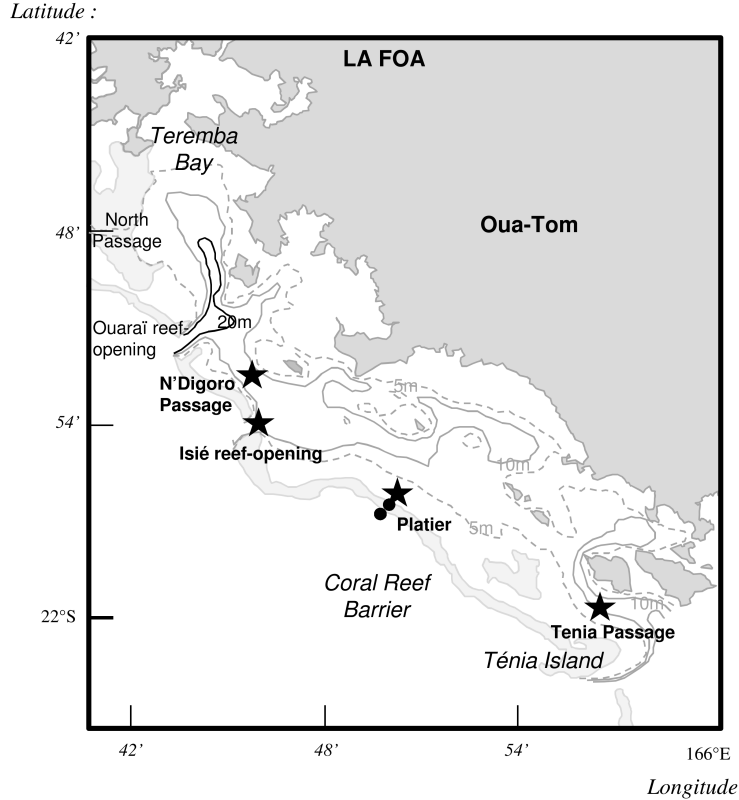 Latitude :
42’
LA FOA
Teremba
Bay
North
Passage
48’
Oua-Tom
20m
Ouaraï reef-
opening
N’Digoro
Passage
5m
54’
Isié reef-opening
10m
Platier
5m
Coral Reef
Barrier
10m
22°S
Tenia Passage
Ténia Island
42’
48’
54’
166°E
Longitude